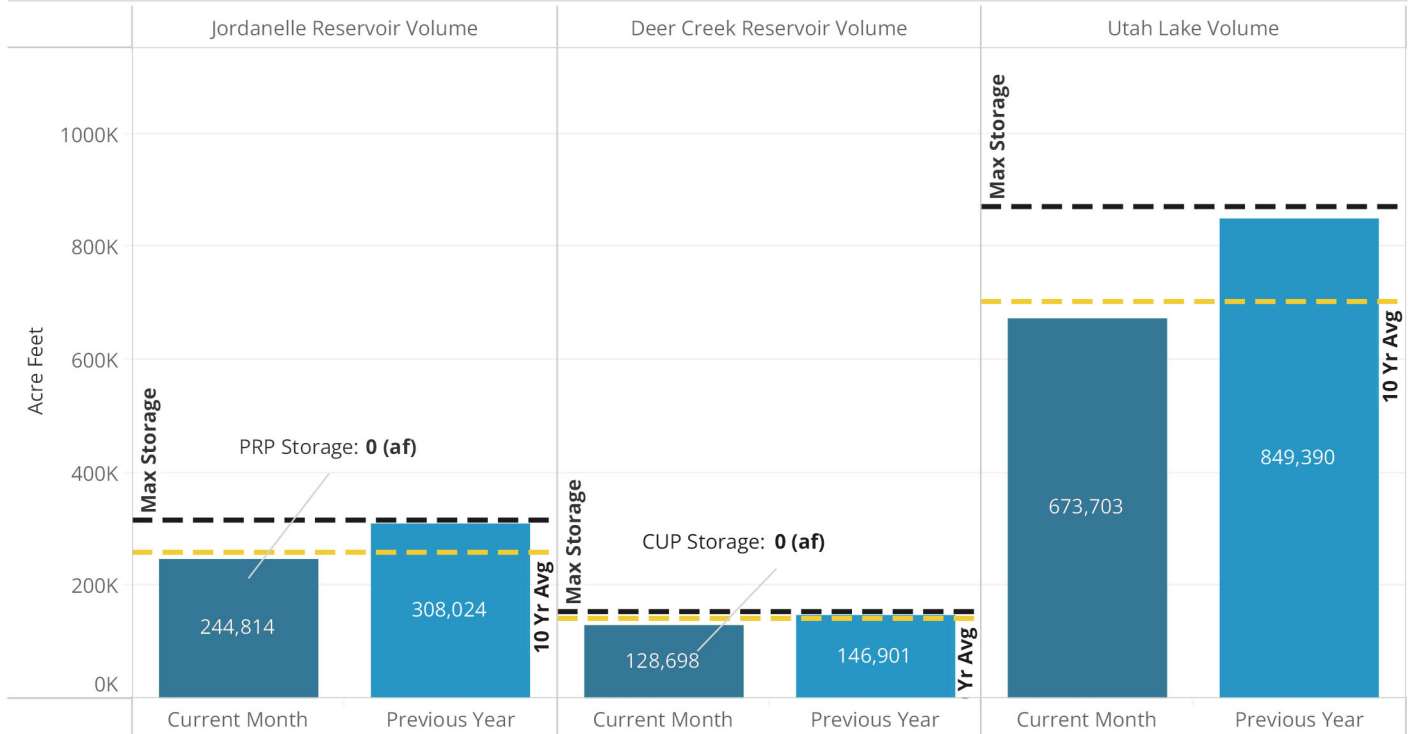 Jordanelle Reservoir Volume
Deer Creek Reservoir Volume
Utah Lake Volume
Acre Feet
1000K
800K
600K
400K
200K
0K
Max Storage
PRP Storage: 0 (af)
10 Yr Avg
244,814
308,024
Max Storage
CUP Storage: 0 (af)
Yr Avg
128,698
146,901
Max Storage
10 Yr Avg
673,703
849,390
Current Month
Previous Year
Current Month
Previous Year
Current Month
Previous Year